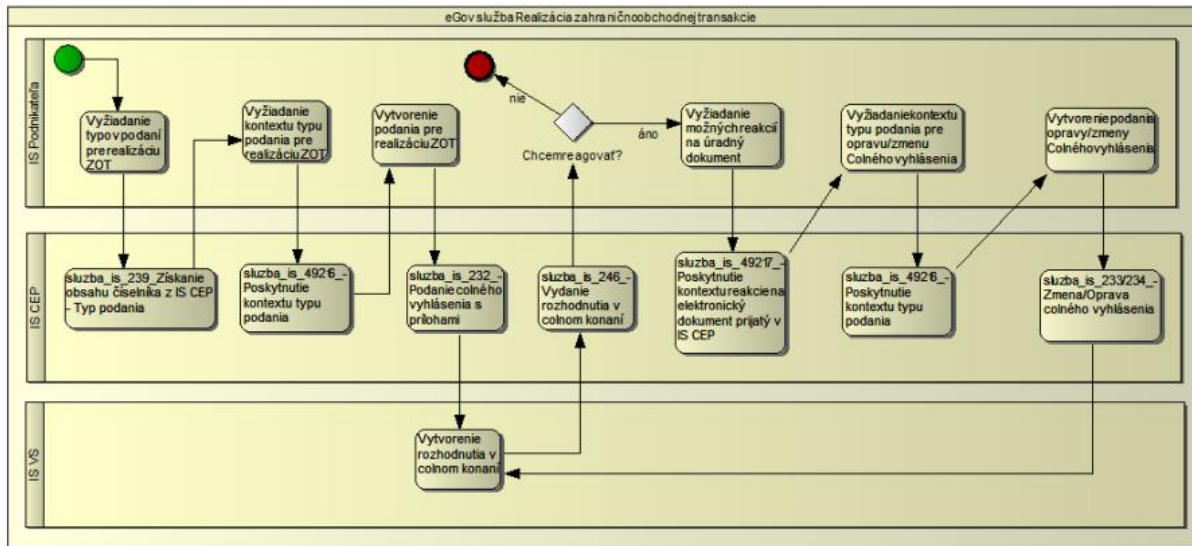 eGov služba Realizácia zahraničnoobchodnej transakcie
IS Podnikateľa
Vyžiadanie
typov podaní
pre realizáciu
ZOT
Vyžiadanie
kontextu typu
podania pre
realizáciu ZOT
Vytvorenie
podania pre
realizáciu ZOT
nie
Chceme reagovať?
áno
Vyžiadanie
možných reakcií
na úradný
dokument
Vyžiadanie kontextu
typu podania pre
opravu/zmenu
Colného vyhlásenia
Vytvorenie podania
opravy/zmeny
Colného vyhlásenia
IS CEP
sluzba_is_239_Získanie
obsahu číselníka z IS CEP
– Typ podania
sluzba_is_49216_-
Poskytnutie
kontextu typu
podania
sluzba_is_232_-
Podanie colného
vyhlásenia s
prílohami
sluzba_is_246_-
Vydanie
rozhodnutia v
colnom konaní
sluzba_is_49217_-
Poskytnutie
kontextu reakcie na
elektronický
dokument prijatý v
IS CEP
sluzba_is_49216_-
Poskytnutie
kontextu typu
podania
sluzba_is_233/234_-
Zmena/Oprava
colného vyhlásenia
IS VS
Vytvorenie
rozhodnutia v
colnom konaní